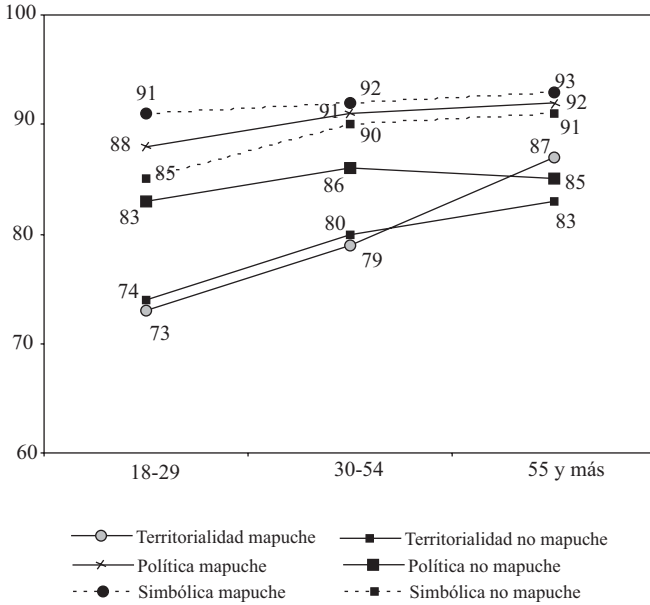 100
91 92 93
90 88 91 92
85 90 91
87
83 86 85
80 80 83
74 79
73
70
60
18-29 30-54 55 y más
Territorialidad mapuche Territorialidad no mapuche
Política mapuche Política no mapuche
Simbólica mapuche Simbólica no mapuche